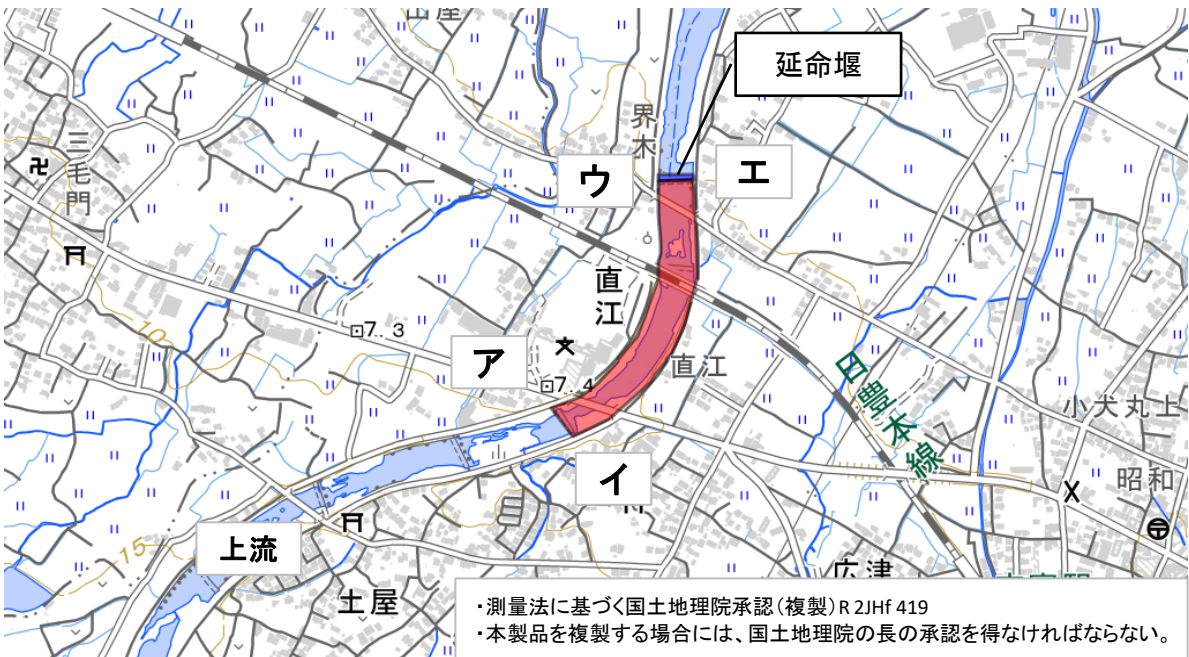 山屋
延命堰
界木
三毛門
ウ
エ
直江
7.3
10
ア
7.4
直江
日豊本線
小犬丸上
昭和
イ
15
上流
土屋
広津
・測量法に基づく国土地理院承認(複製)R 2JHf 419
・本製品を複製する場合には、国土地理院の長の承認を得なければならない。